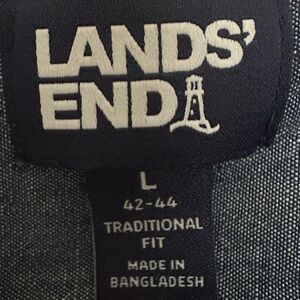 LANDS'
END
L
42-44
TRADITIONAL
FIT
MADE IN
BANGLADESH